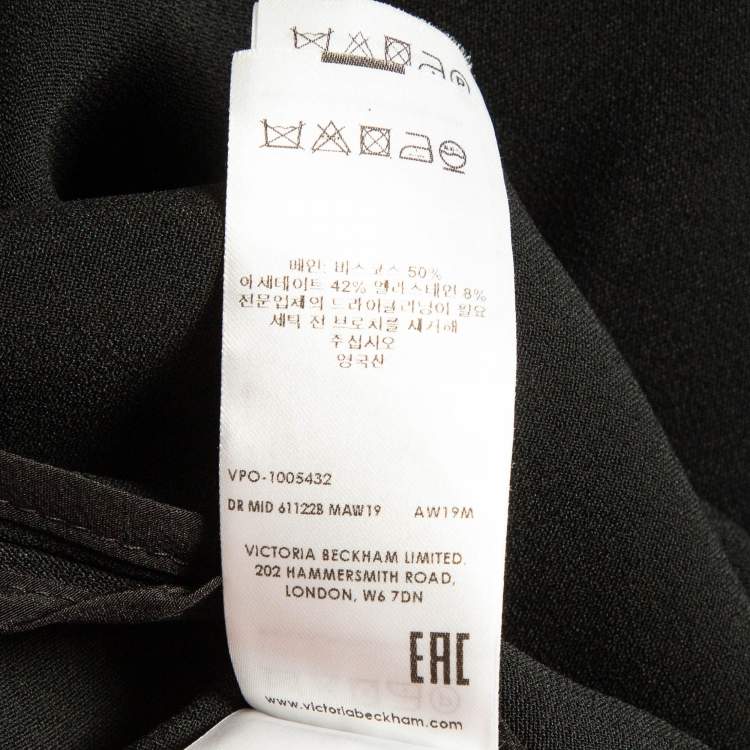 메인: 비스코스 50%
아세테이트 42% 엘라스테인 8%
전문업체의 드라이클리닝이 필요
세탁 전 브로치를 제거해
주십시오
영국산
VPO-1005432
DR MID 61122B MAW19 AW19M
VICTORIA BECKHAM LIMITED.
202 HAMMERSMITH ROAD,
LONDON, W6 7DN
EAC
www.victoriabeckham.com